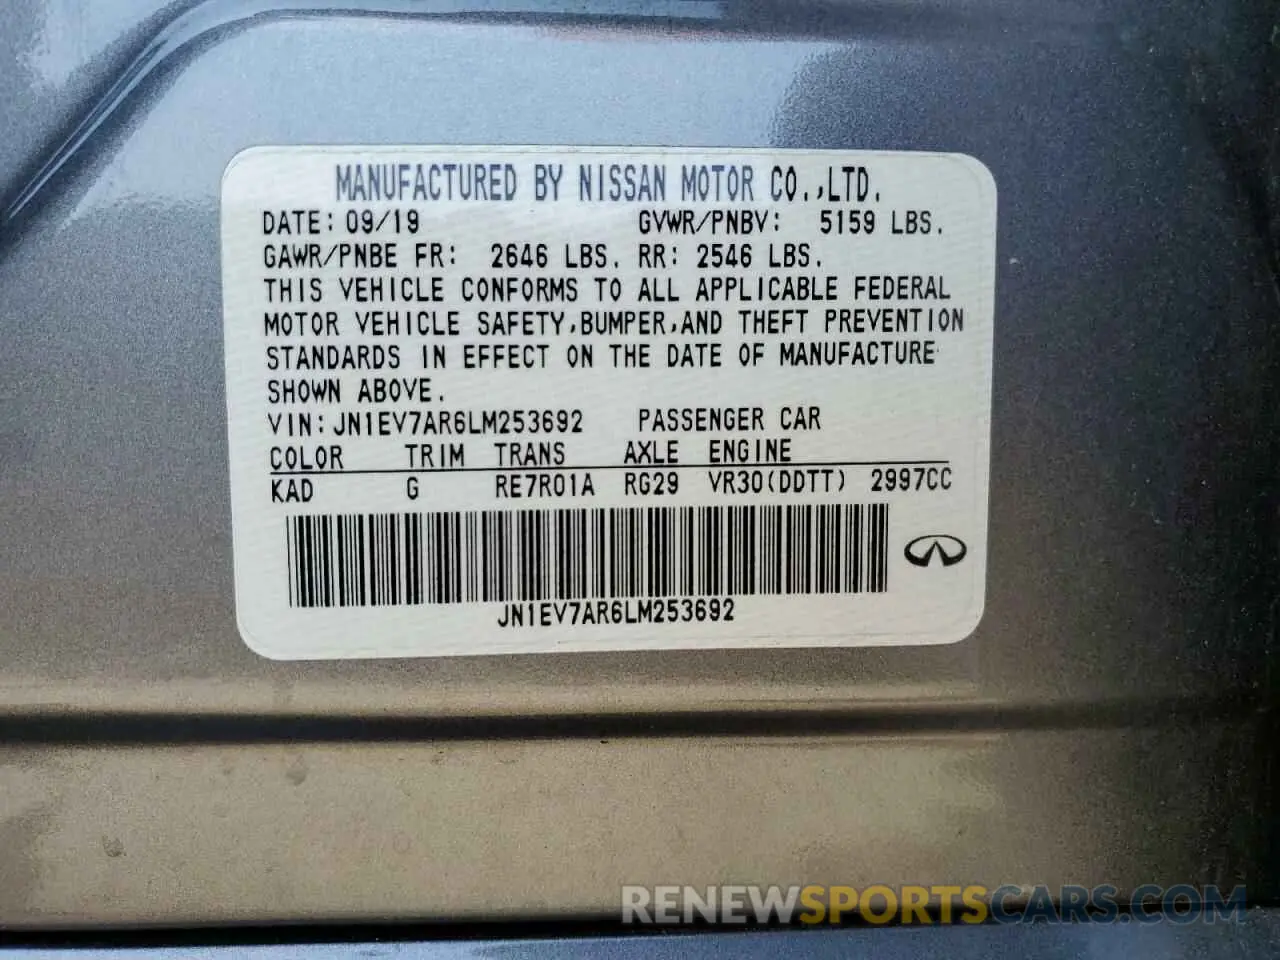 MANUFACTURED BY NISSAN MOTOR CO.,LTD.
DATE: 09/19 GVWR/PNBV: 5159 LBS.
GAWR/PNBE FR: 2646 LBS. RR: 2546 LBS.
THIS VEHICLE CONFORMS TO ALL APPLICABLE FEDERAL
MOTOR VEHICLE SAFETY,BUMPER,AND THEFT PREVENTION
STANDARDS IN EFFECT ON THE DATE OF MANUFACTURE
SHOWN ABOVE.
VIN:JN1EV7AR6LM253692 PASSENGER CAR
COLOR TRIM TRANS AXLE ENGINE
KAD G RE7R01A RG29 VR30(DDTT) 2997CC
JN1EV7AR6LM253692
RENEWSPORTSCARS.COM